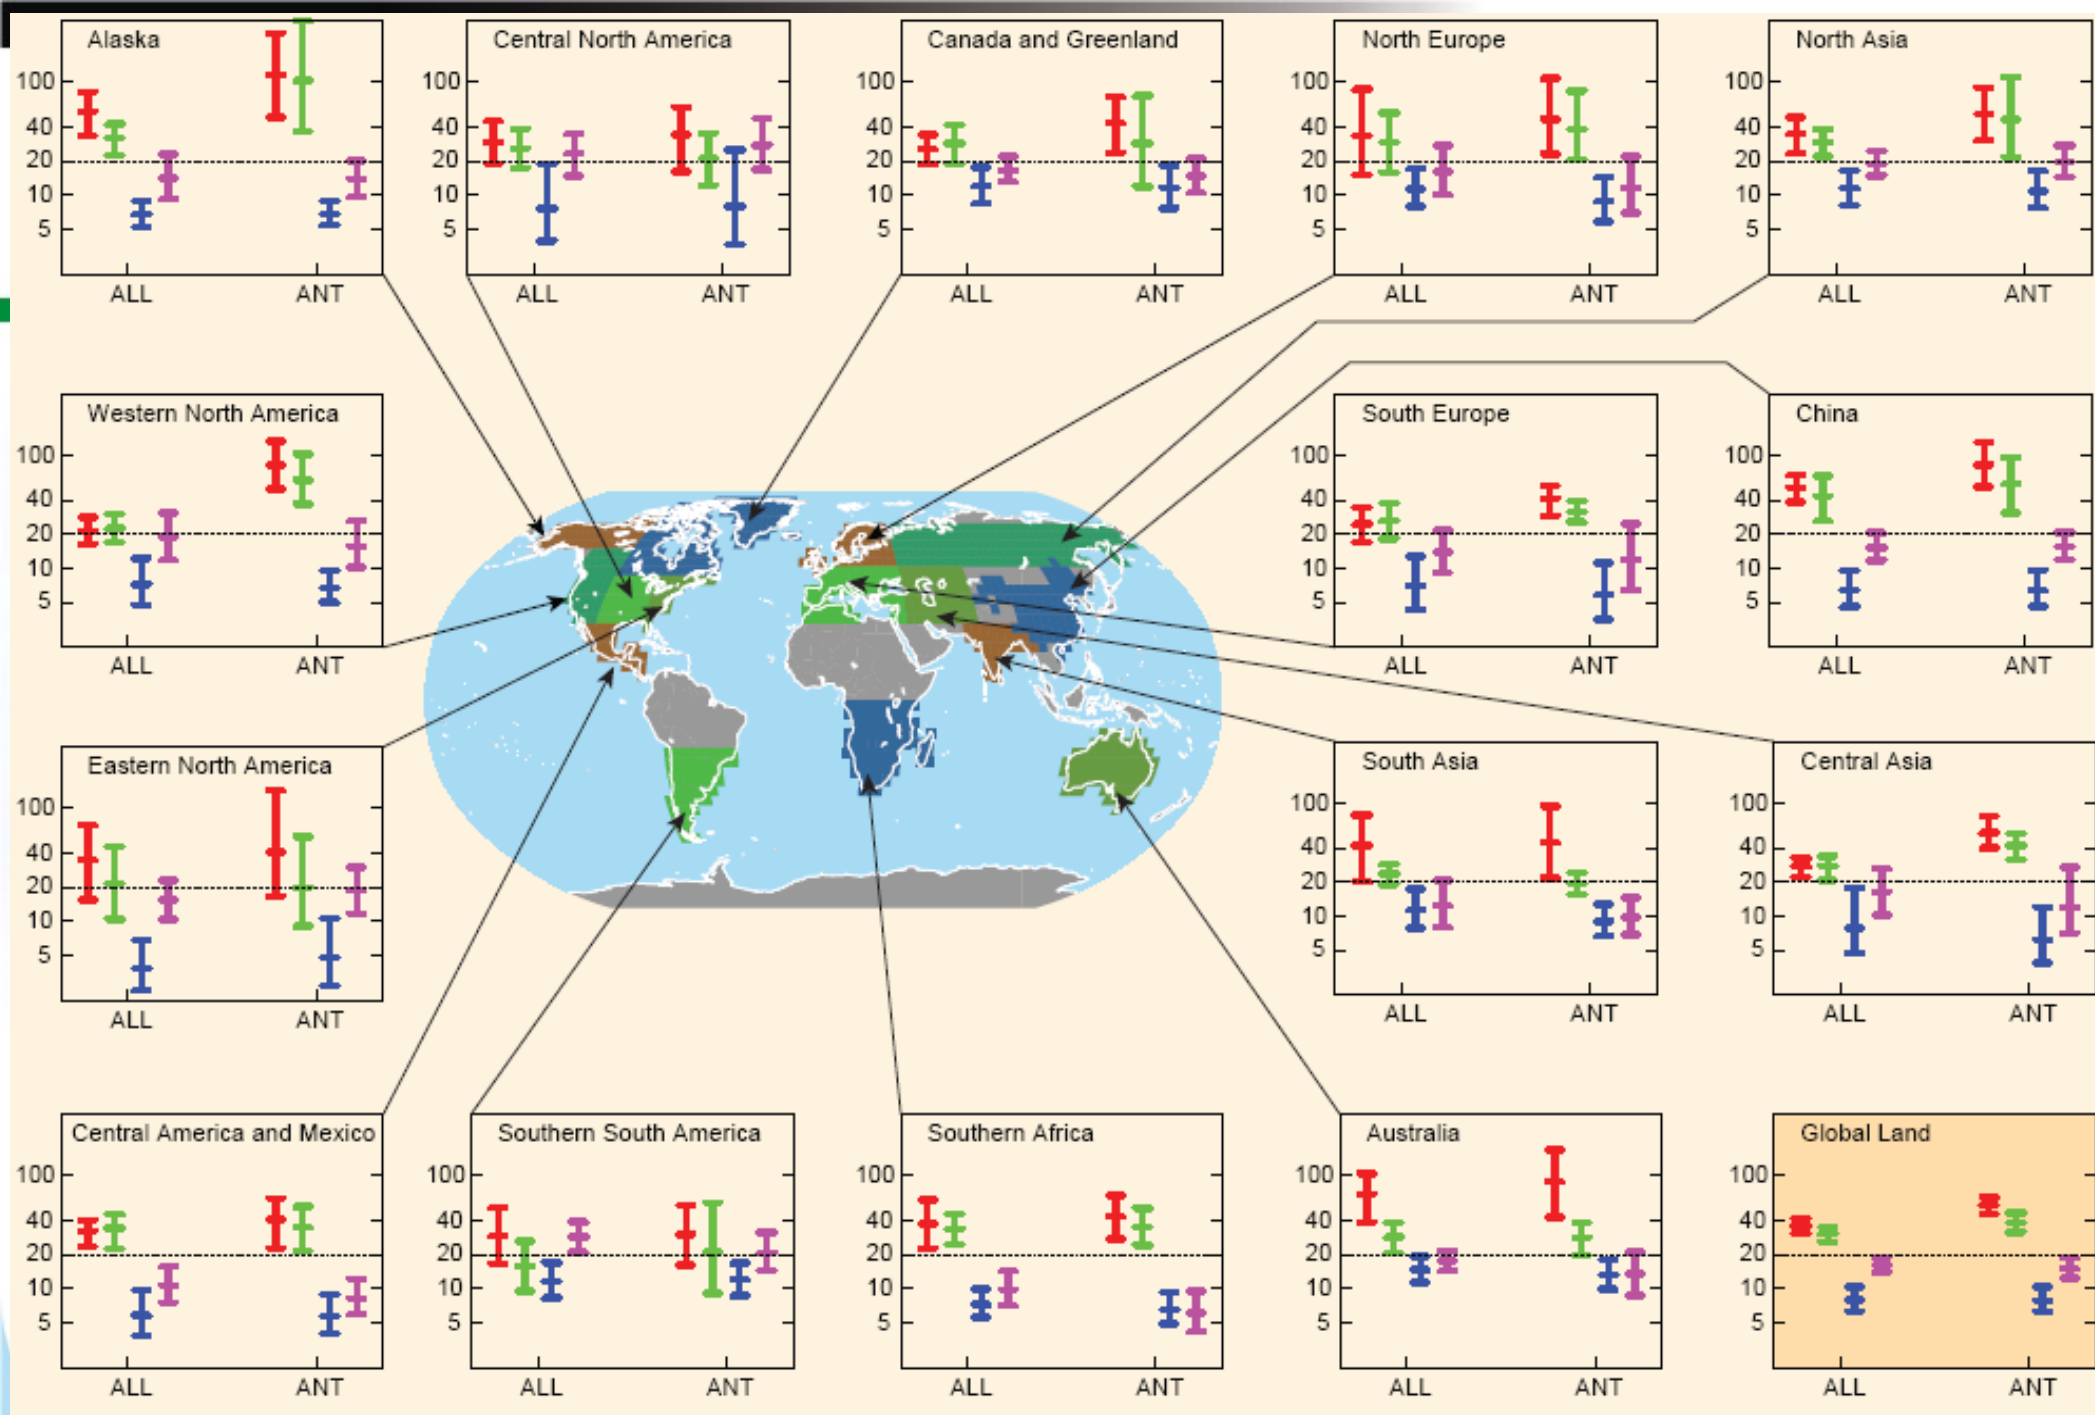 Alaska
100
40
20
10
5
ALL ANT
Central North America
100
40
20
10
5
ALL ANT
Canada and Greenland
100
40
20
10
5
ALL ANT
North Europe
100
40
20
10
5
ALL ANT
North Asia
100
40
20
10
5
ALL ANT
Western North America
100
40
20
10
5
ALL ANT
South Europe
100
40
20
10
5
ALL ANT
China
100
40
20
10
5
ALL ANT
Eastern North America
100
40
20
10
5
ALL ANT
South Asia
100
40
20
10
5
ALL ANT
Central Asia
100
40
20
10
5
ALL ANT
Central America and Mexico
100
40
20
10
5
ALL ANT
Southern South America
100
40
20
10
5
ALL ANT
Southern Africa
100
40
20
10
5
ALL ANT
Australia
100
40
20
10
5
ALL ANT
Global Land
100
40
20
10
5
ALL ANT